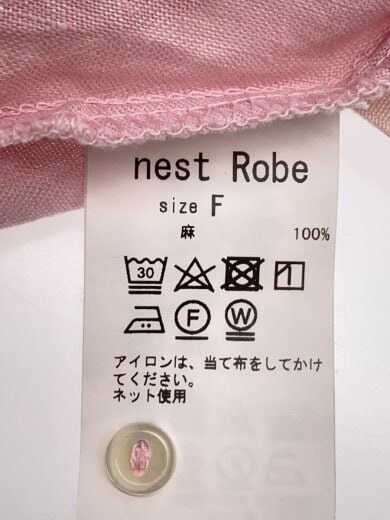 nest Robe
size F
麻 100%
30
F W
アイロンは、当て布をしてかけ
てください。
ネット使用